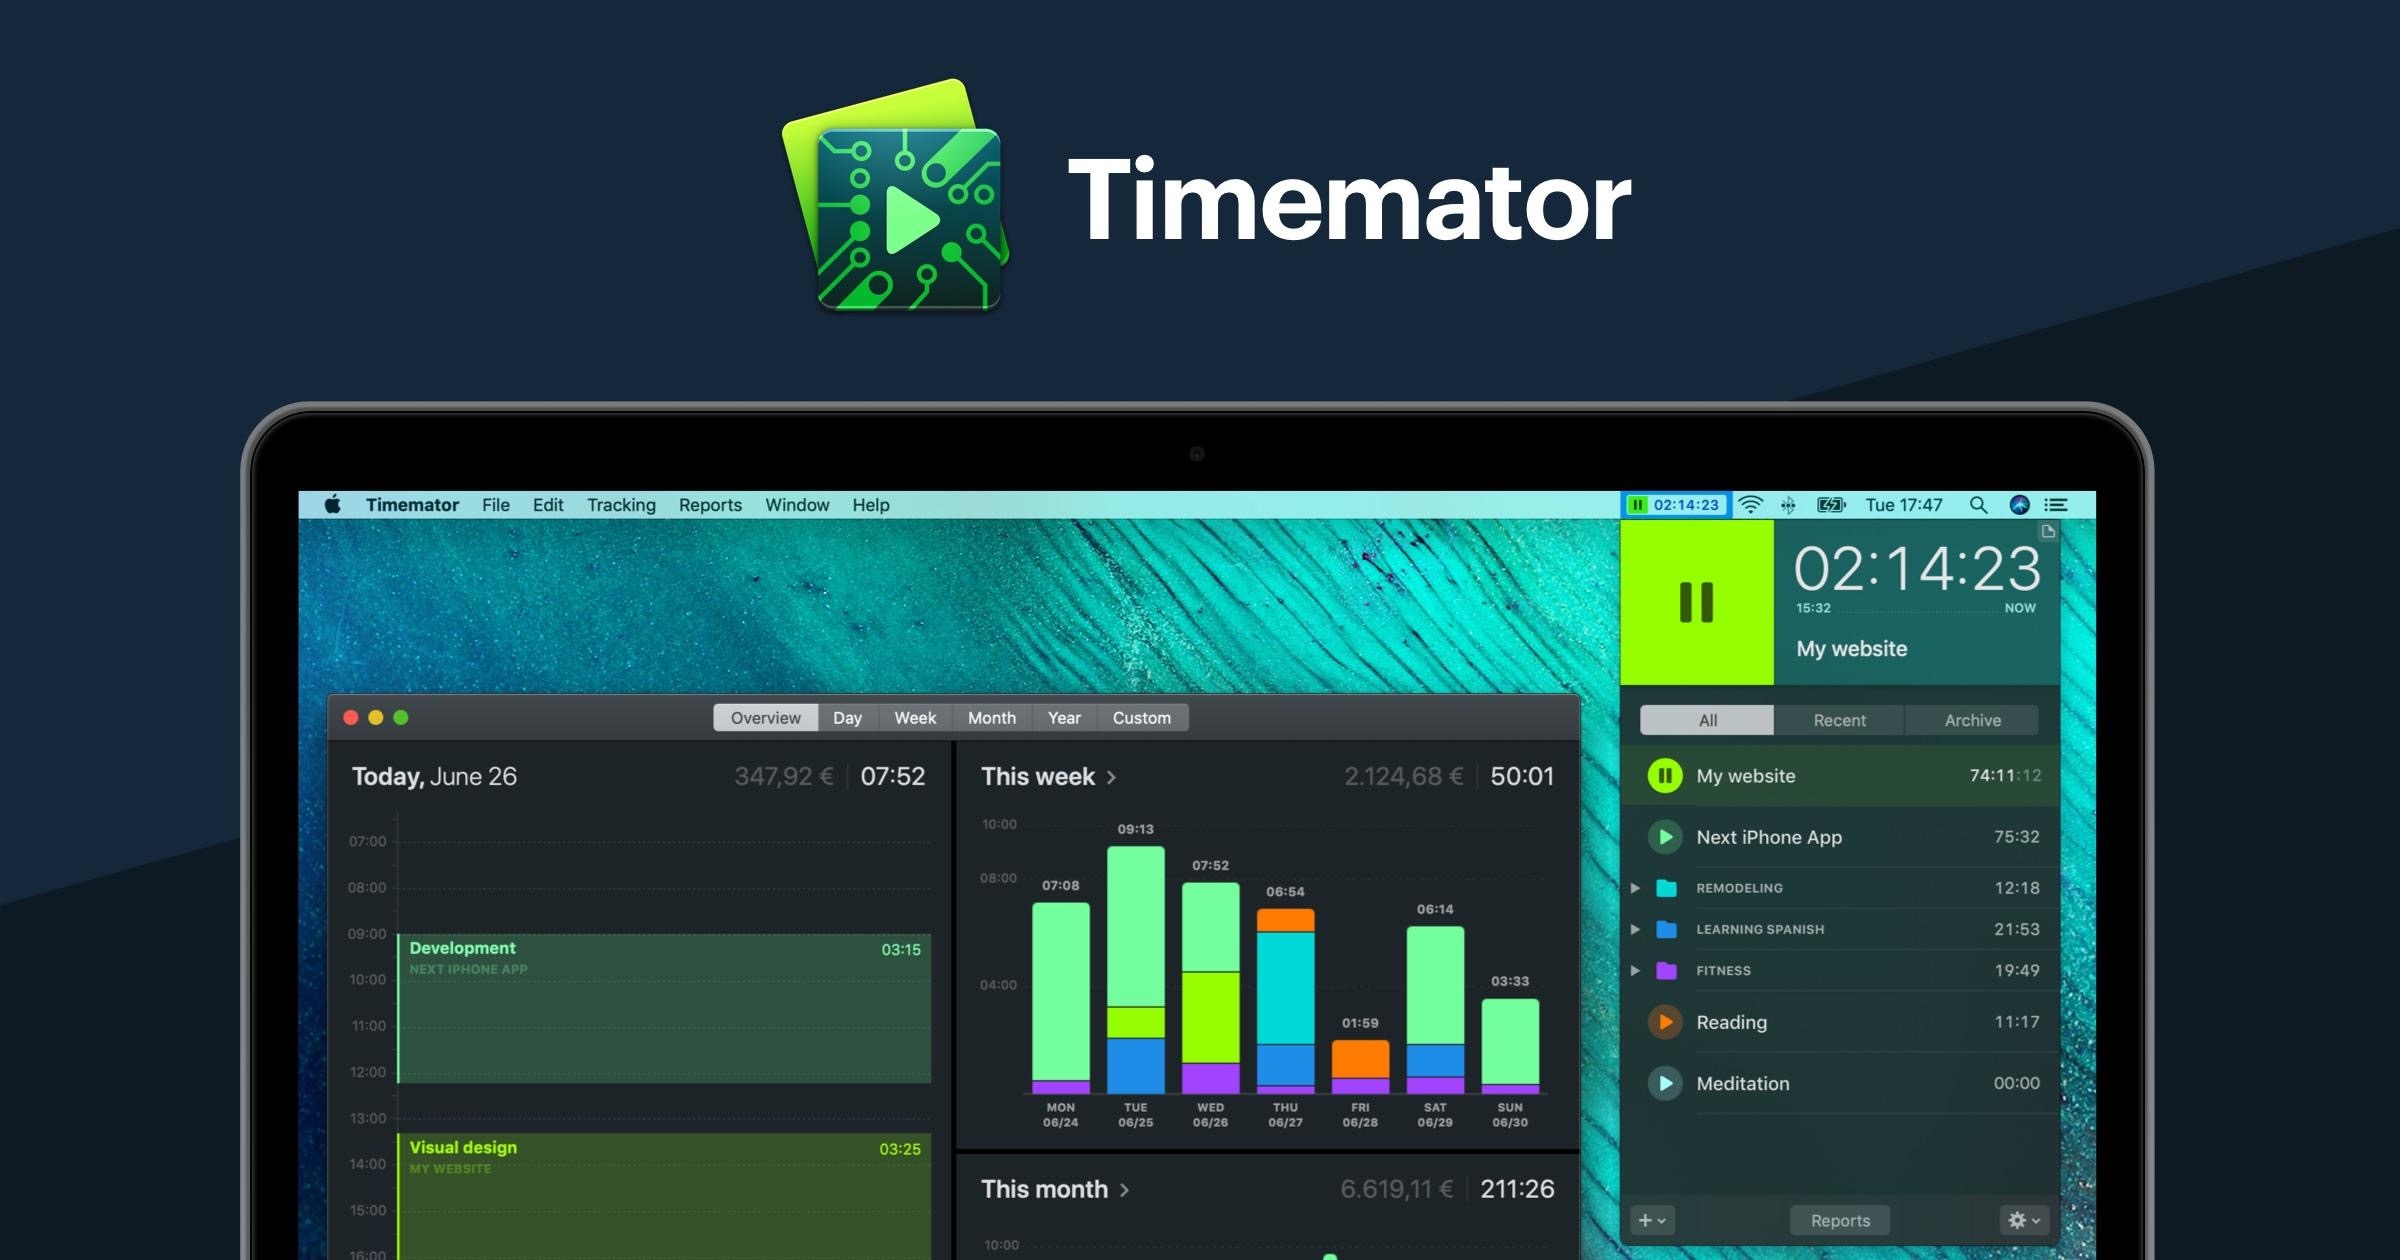 Timemator
Timemator File Edit Tracking Reports Window Help
02:14:23 Tue 17:47
02:14:23
15:32 NOW
My website
All Recent Archive
My website 74:11:12
Next iPhone App 75:32
REMODELING 12:18
LEARNING SPANISH 21:53
FITNESS 19:49
Reading 11:17
Meditation 00:00
Reports
Overview Day Week Month Year Custom
Today, June 26 347,92 € 07:52
07:00
08:00
09:00
Development 03:15
NEXT IPHONE APP
10:00
11:00
12:00
13:00
Visual design 03:25
MY WEBSITE
14:00
15:00
16:00
This week 2.124,68 € 50:01
10:00
08:00
04:00
07:08 09:13 07:52 06:54 01:59 06:14 03:33
MON TUE WED THU FRI SAT SUN
06/24 06/25 06/26 06/27 06/28 06/29 06/30
This month 6.619,11 € 211:26
10:00